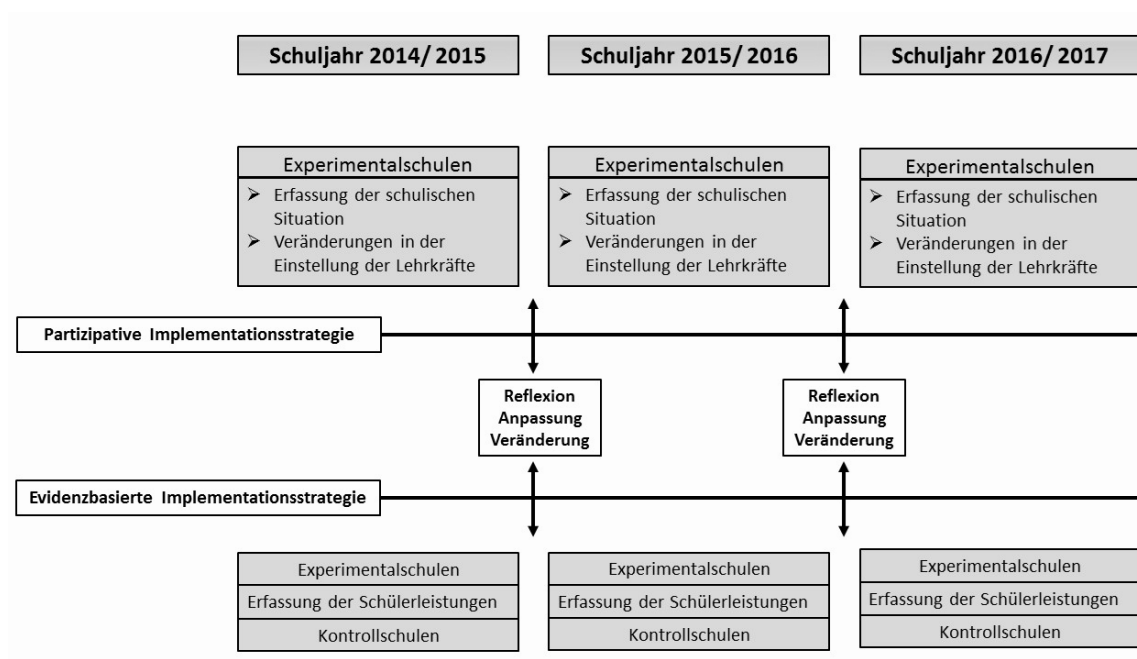 Schuljahr 2014/ 2015
Schuljahr 2015/ 2016
Schuljahr 2016/ 2017
Experimentalschulen
➢ Erfassung der schulischen
Situation
➢ Veränderungen in der
Einstellung der Lehrkräfte
Experimentalschulen
➢ Erfassung der schulischen
Situation
➢ Veränderungen in der
Einstellung der Lehrkräfte
Experimentalschulen
➢ Erfassung der schulischen
Situation
➢ Veränderungen in der
Einstellung der Lehrkräfte
Partizipative Implementationsstrategie
Reflexion
Anpassung
Veränderung
Reflexion
Anpassung
Veränderung
Evidenzbasierte Implementationsstrategie
Experimentalschulen
Erfassung der Schülerleistungen
Kontrollschulen
Experimentalschulen
Erfassung der Schülerleistungen
Kontrollschulen
Experimentalschulen
Erfassung der Schülerleistungen
Kontrollschulen